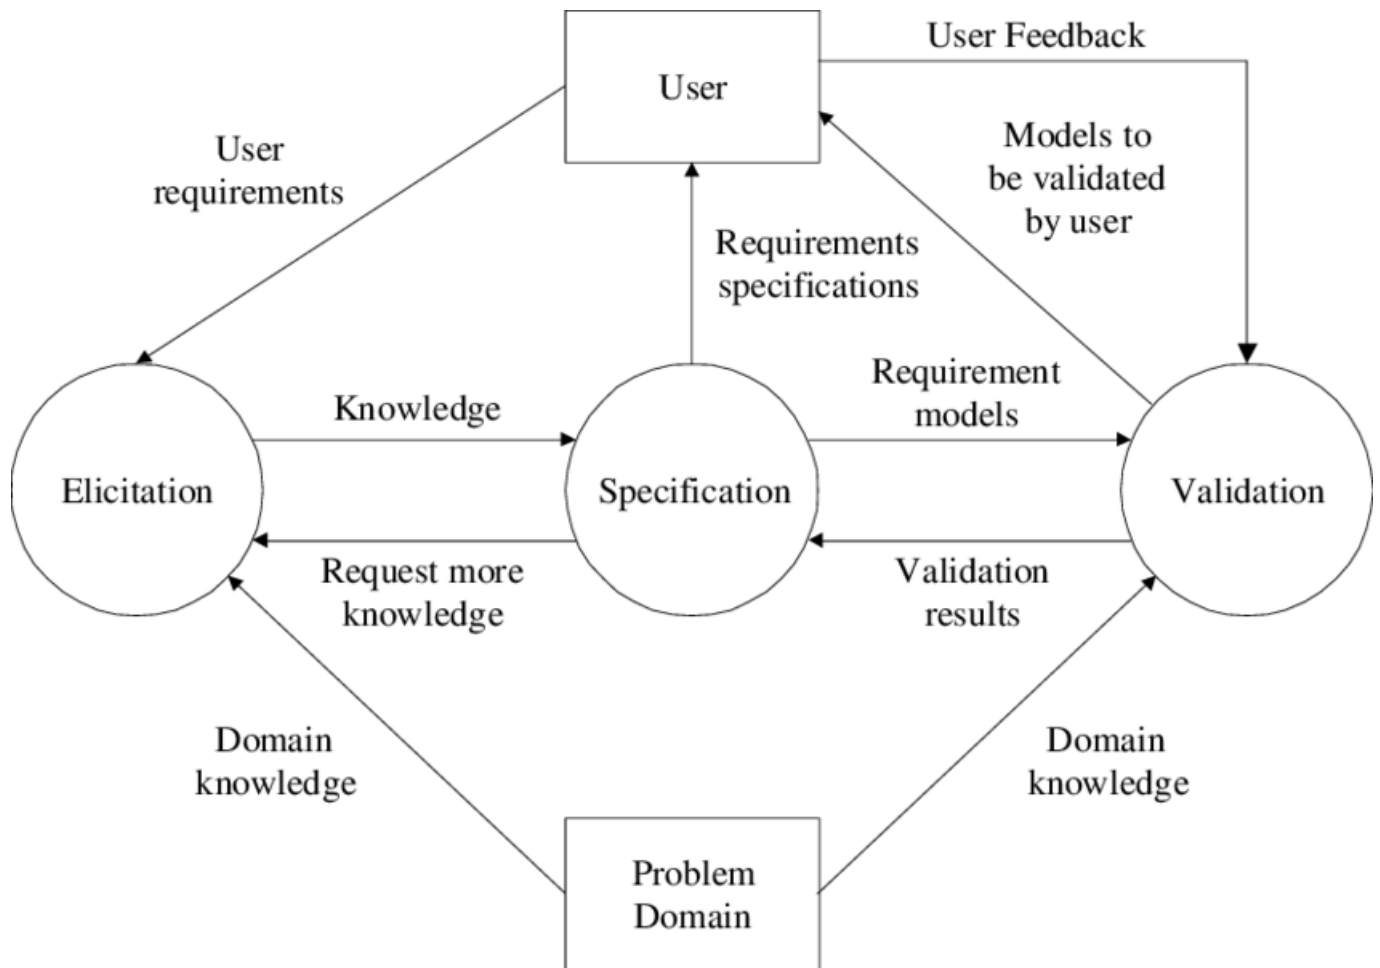 User Feedback
User
User
requirements
Models to
be validated
by user
Requirements
specifications
Requirement
models
Knowledge
Elicitation
Specification
Validation
Request more
knowledge
Validation
results
Domain
knowledge
Domain
knowledge
Problem
Domain